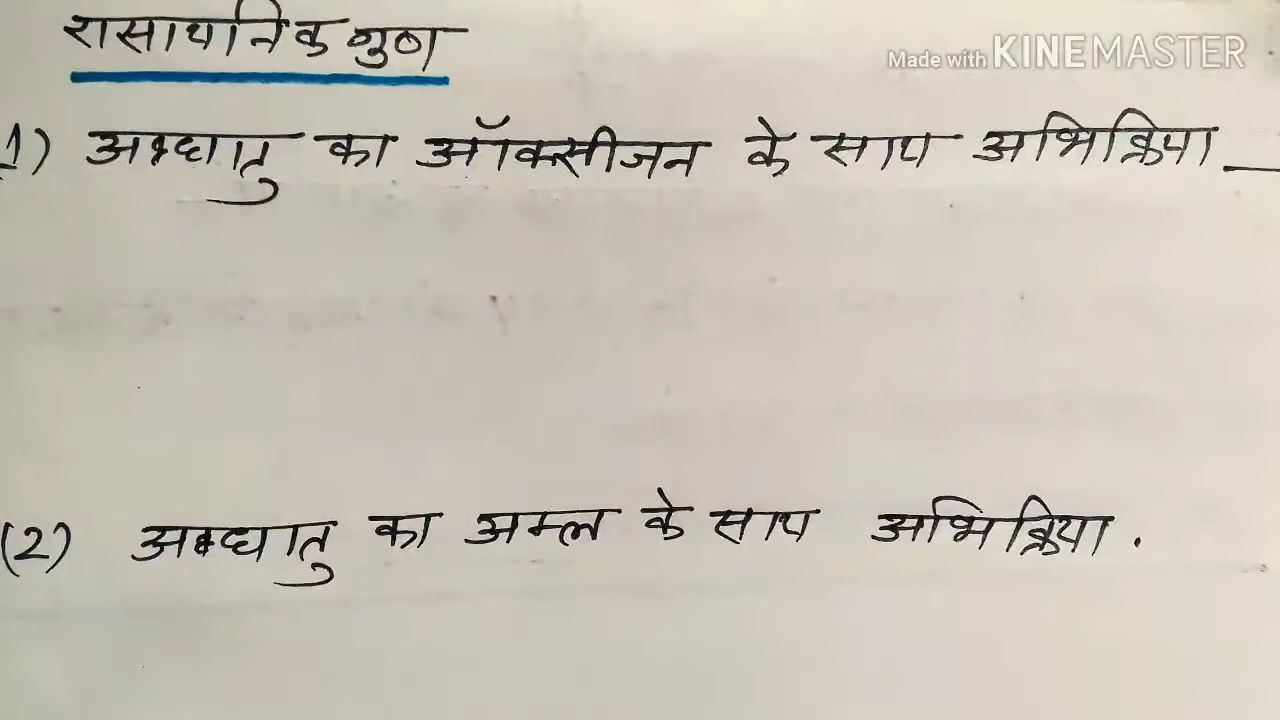 रासायनिक गुण
Made with KINEMASTER
1) अधातु का ऑक्सीजन के साथ अभिक्रिया _
(2) अधातु का अम्ल के साथ अभिक्रिया .